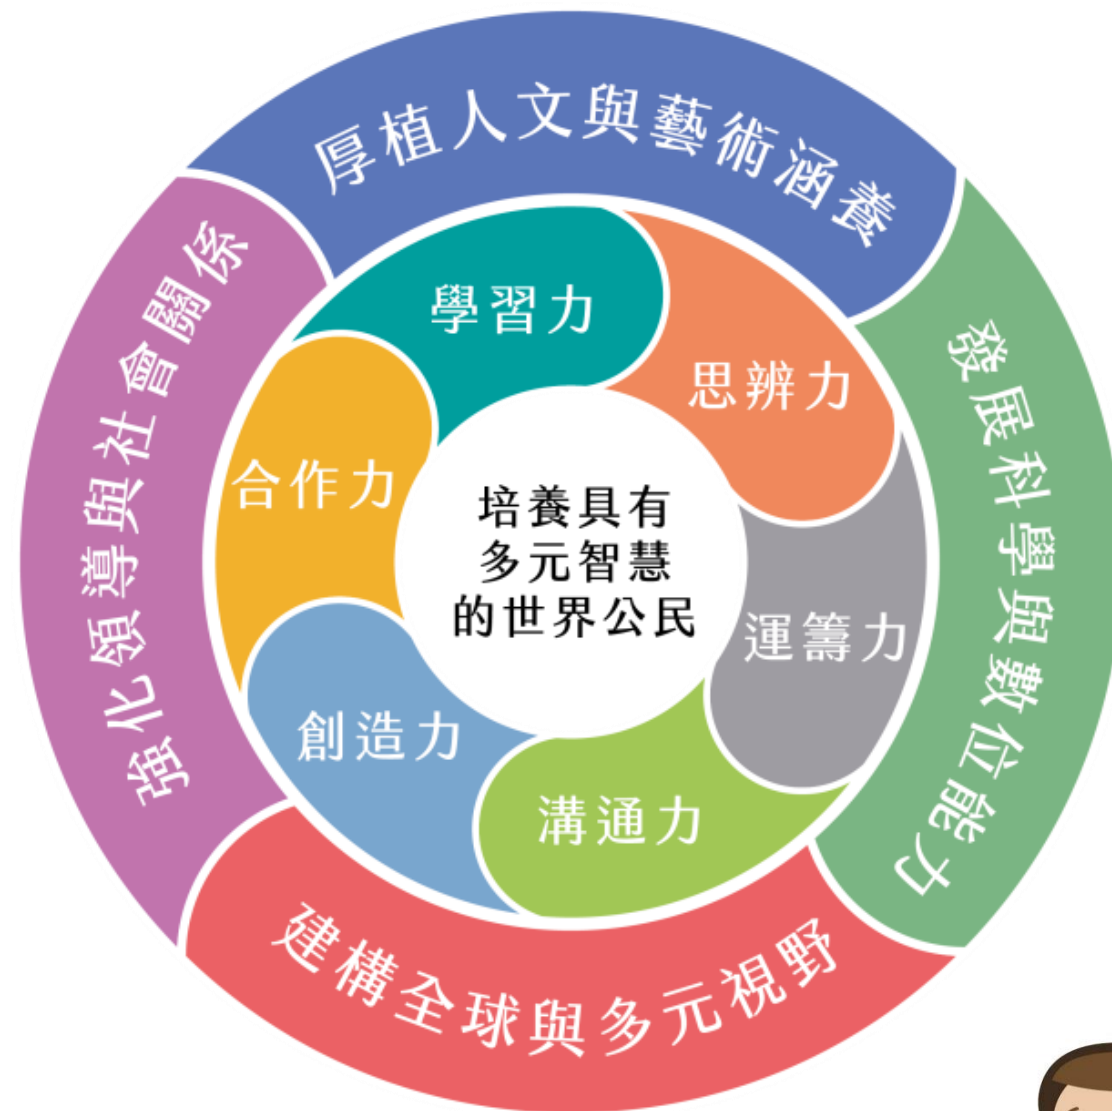 厚植人文與藝術涵養
發展科學與數位能力
建構全球與多元視野
強化領導與社會關係
學習力
思辨力
運籌力
溝通力
創造力
合作力
培養具有
多元智慧
的世界公民